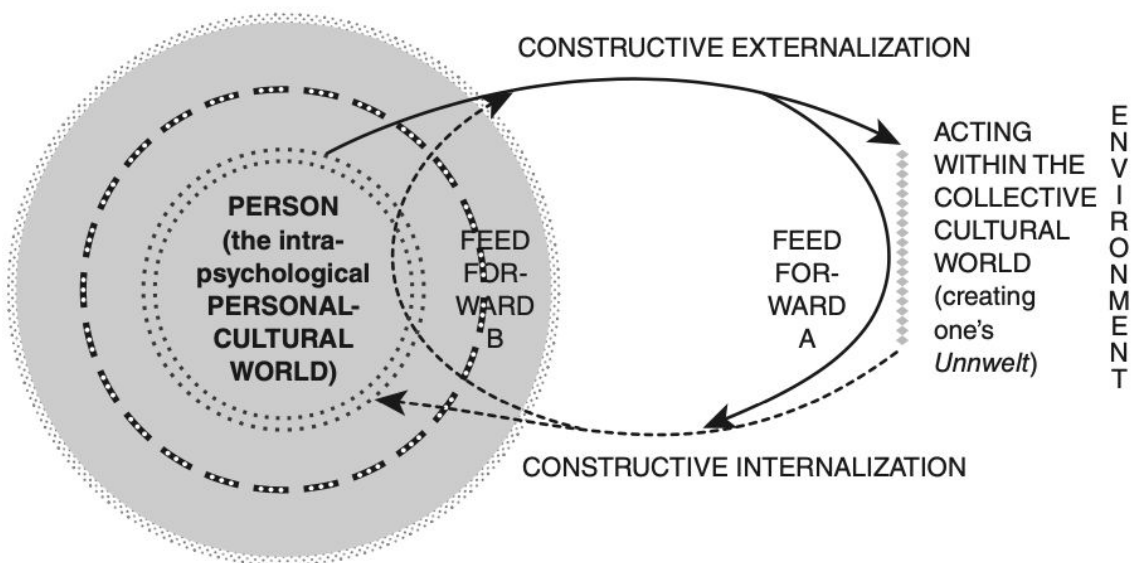 CONSTRUCTIVE EXTERNALIZATION
PERSON
(the intra-
psychological
PERSONAL-
CULTURAL
WORLD)
FEED
FOR-
WARD
B
FEED
FOR-
WARD
A
ACTING
WITHIN THE
COLLECTIVE
CULTURAL
WORLD
(creating
one's
Unnwelt)
ENVIRONMENT
CONSTRUCTIVE INTERNALIZATION